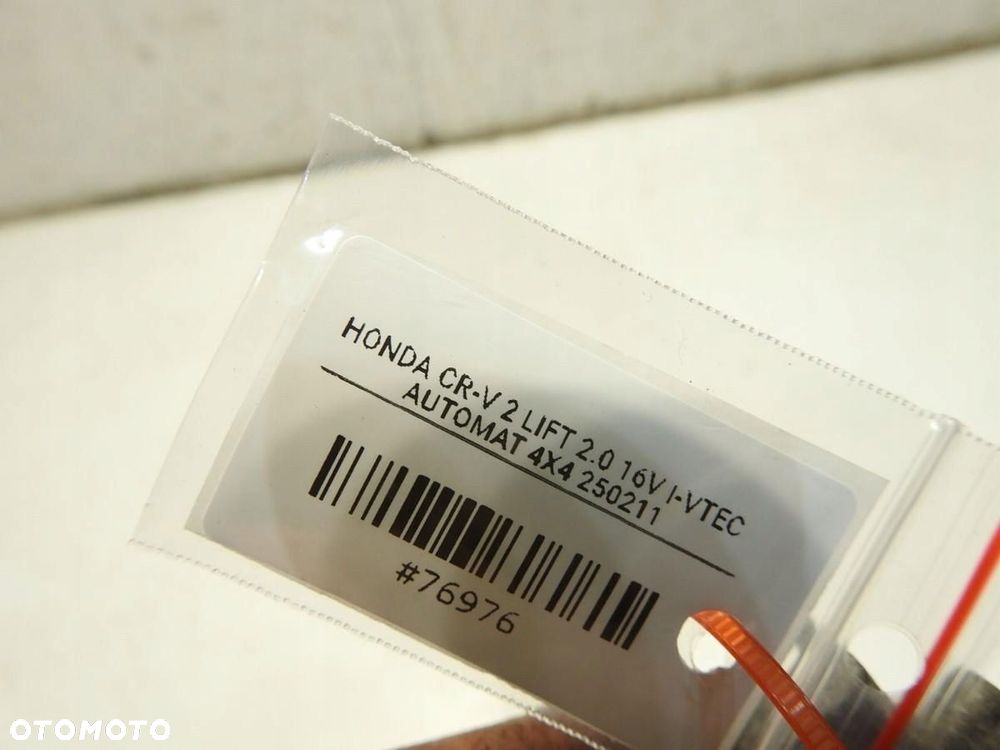 HONDA CR-V 2 LIFT 2.0 16V I-VTEC
AUTOMAT 4X4 250211
#76976
OTOMOTO